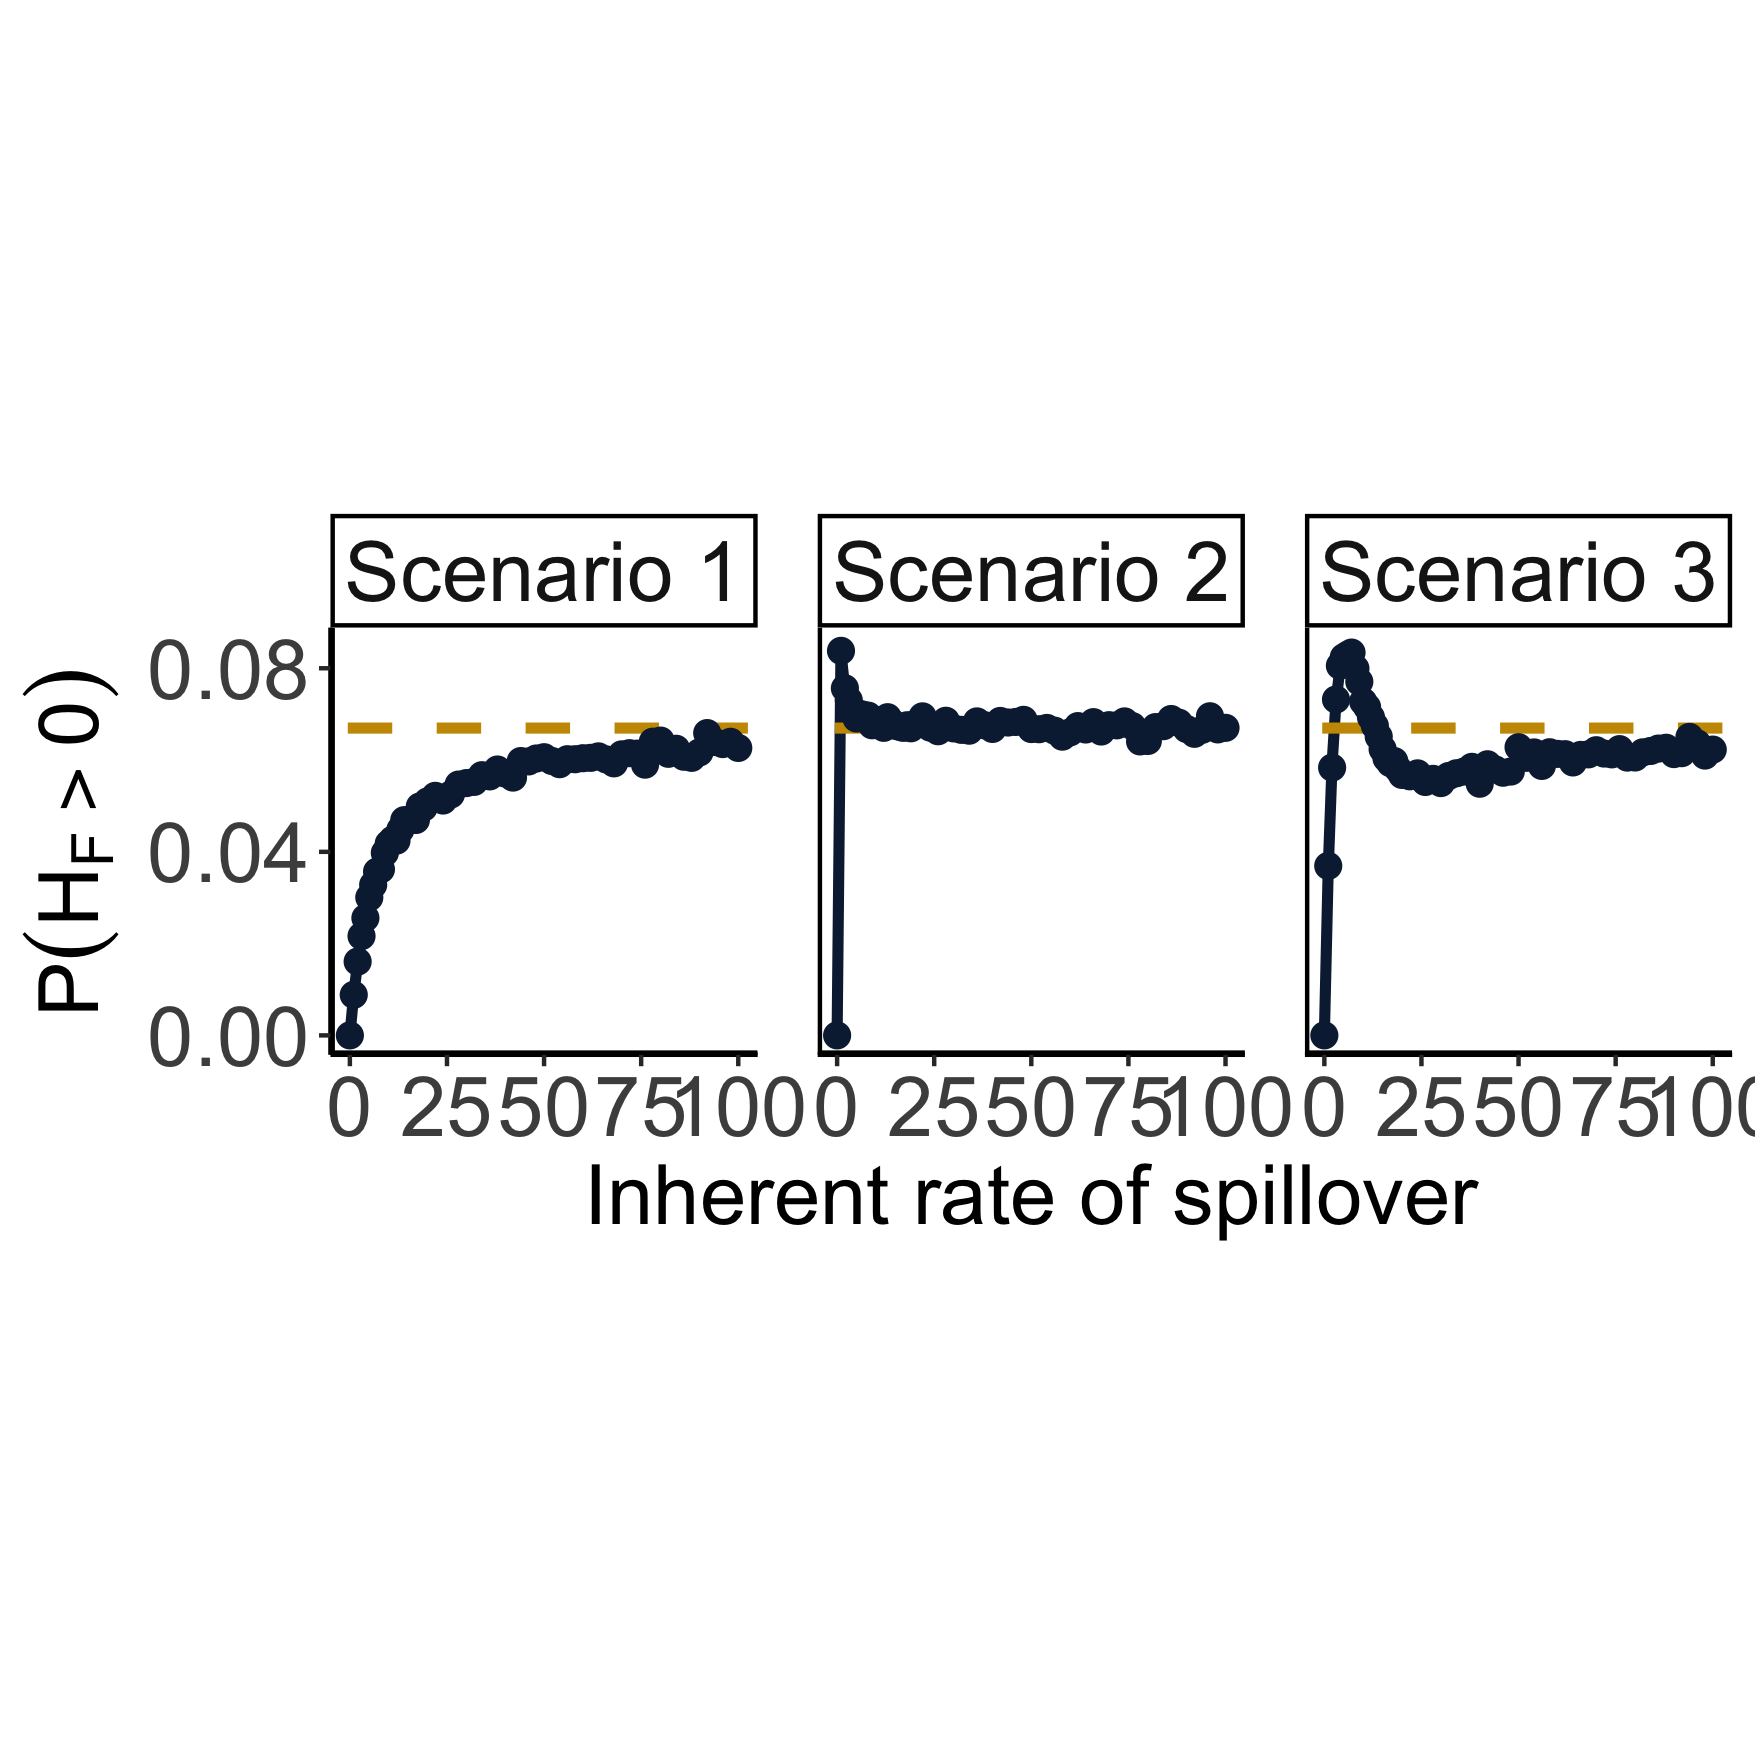 Scenario 1
Scenario 2
Scenario 3
P(H_F > 0)
0.08
0.04
0.00
0 25 50 75 100
0 25 50 75 100
0 25 50 75 100
Inherent rate of spillover